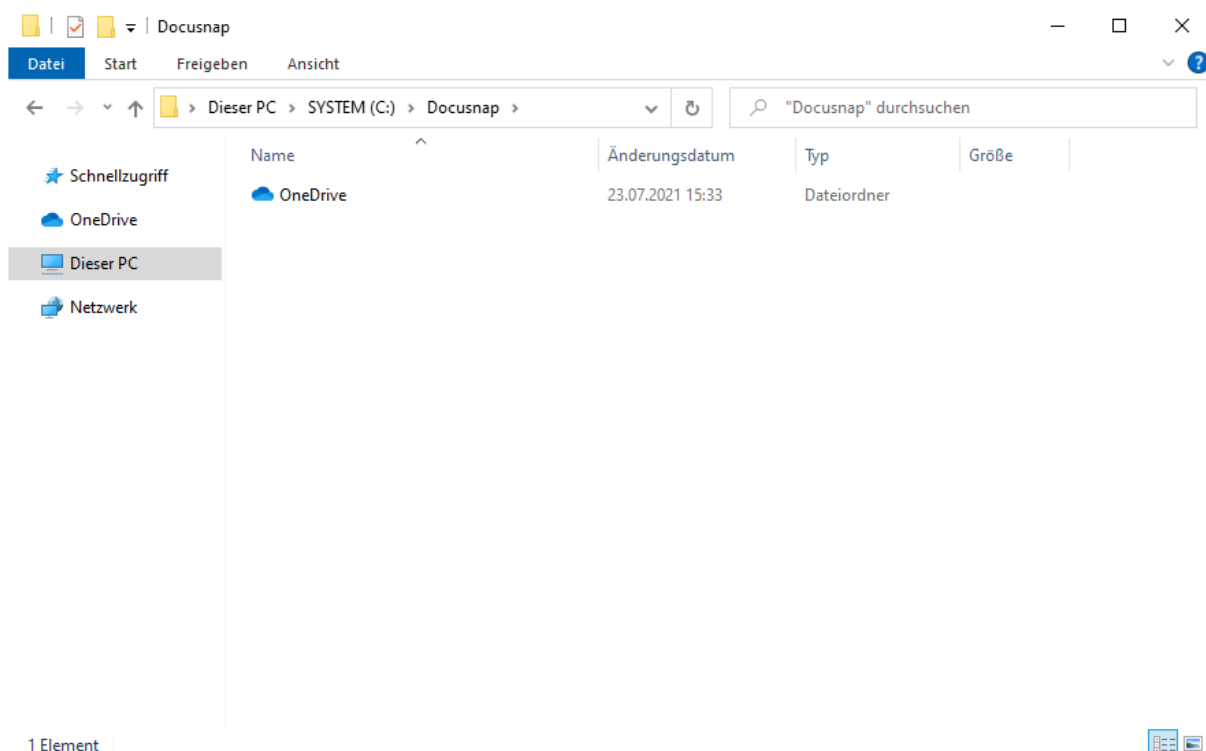 Docusnap
Datei Start Freigeben Ansicht ?
Dieser PC > SYSTEM (C:) > Docusnap > "Docusnap" durchsuchen
Name Änderungsdatum Typ Größe
Schnellzugriff
OneDrive 23.07.2021 15:33 Dateiordner
OneDrive
Dieser PC
Netzwerk
1 Element